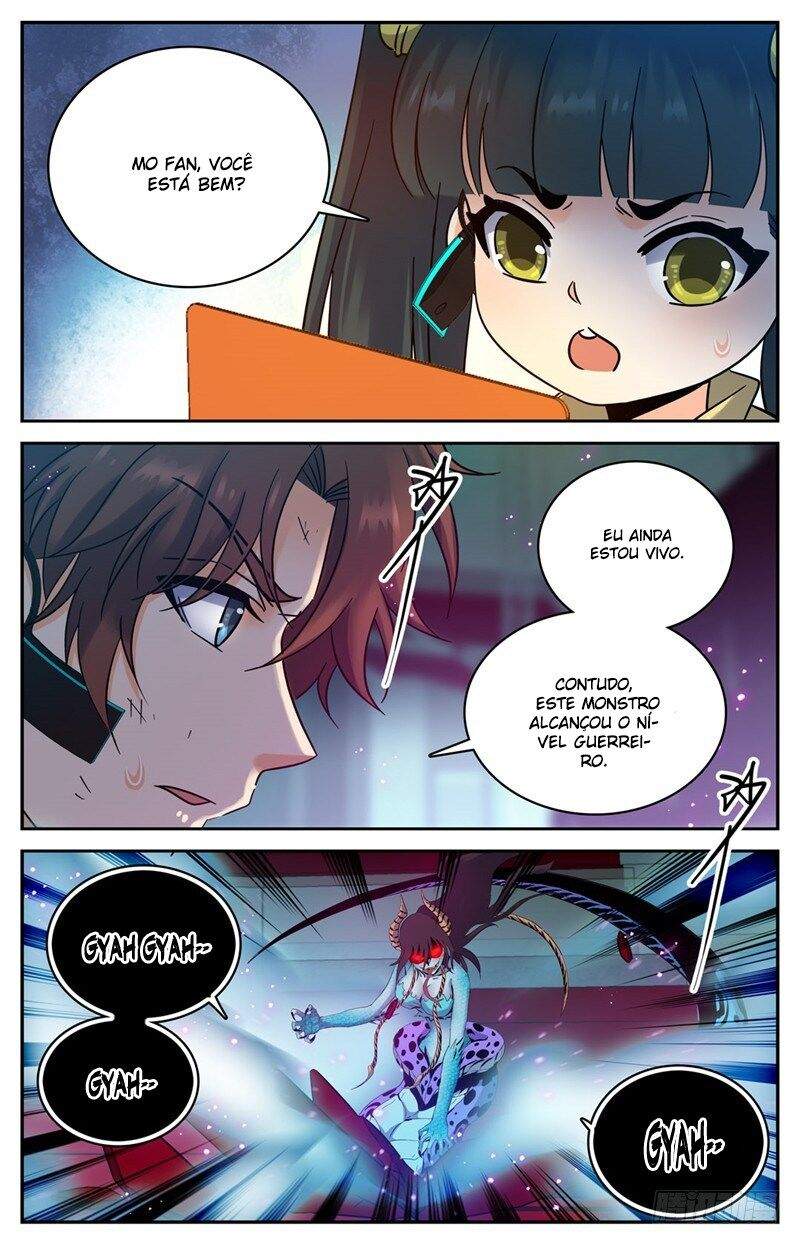 MO FAN, VOCÊ
ESTÁ BEM?
EU AINDA
ESTOU VIVO.
CONTUDO,
ESTE MONSTRO
ALCANÇOU O NÍ-
VEL GUERREI-
RO.
GYAH GYAH--
GYAH--
GYAH--